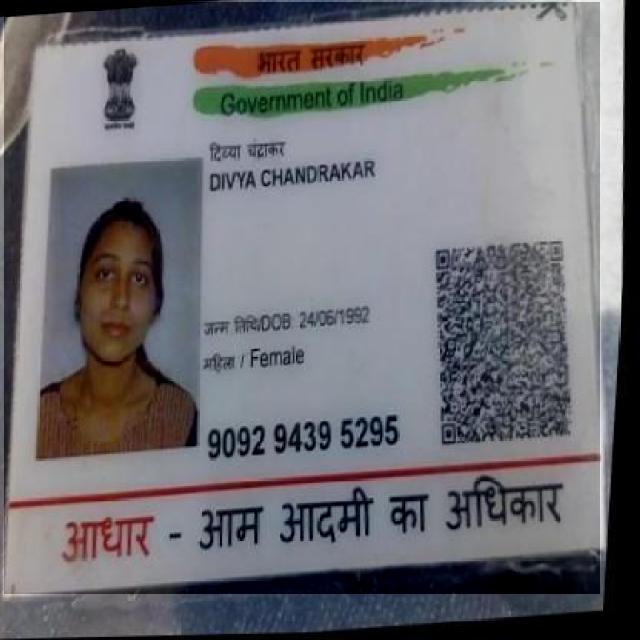 भारत सरकार
Government of India
दिव्या चंद्राकर
DIVYA CHANDRAKAR
जन्म तिथि/DOB: 24/06/1992
महिला / Female
9092 9439 5295
आधार - आम आदमी का अधिकार